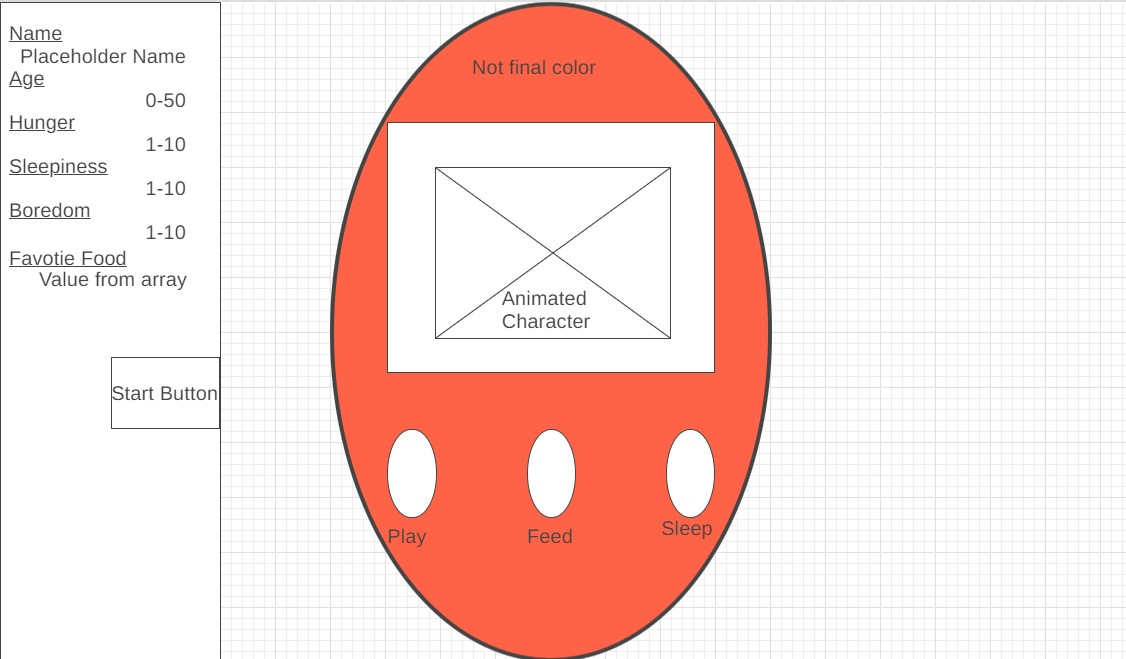 Name
Placeholder Name
Age
0-50
Hunger
1-10
Sleepiness
1-10
Boredom
1-10
Favotie Food
Value from array
Start Button
Not final color
Animated
Character
Play
Feed
Sleep